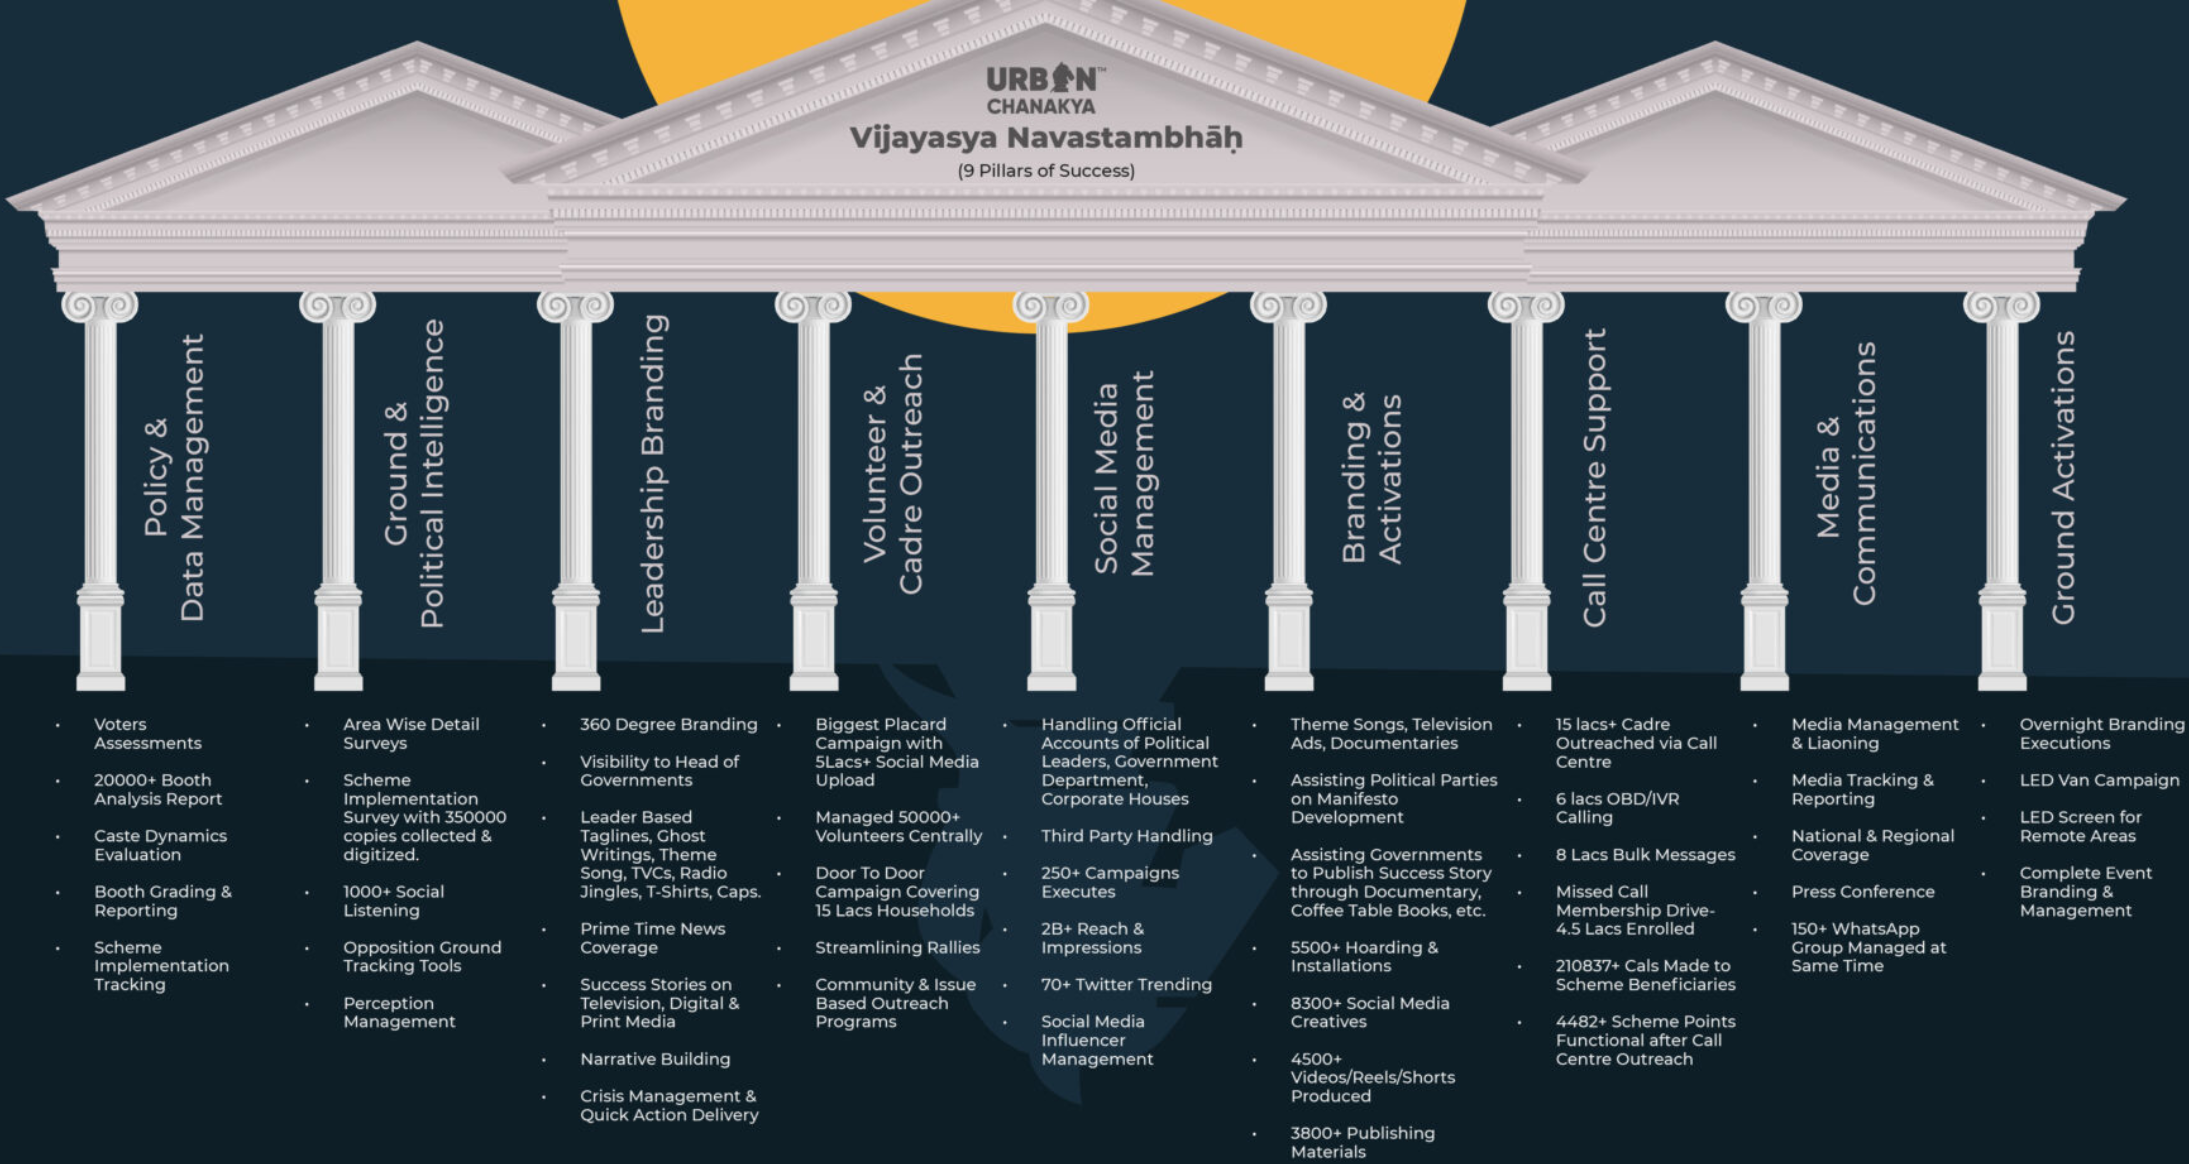 URBAN™
CHANAKYA
Vijayasya Navastambhāḥ
(9 Pillars of Success)
Policy &
Data Management
Ground &
Political Intelligence
Leadership Branding
Volunteer &
Cadre Outreach
Social Media
Management
Branding &
Activations
Call Centre Support
Media &
Communications
Ground Activations
• Voters
Assessments
• 20000+ Booth
Analysis Report
• Caste Dynamics
Evaluation
• Booth Grading &
Reporting
• Scheme
Implementation
Tracking
• Area Wise Detail
Surveys
• Scheme
Implementation
Survey with 350000
copies collected &
digitized.
• 1000+ Social
Listening
• Opposition Ground
Tracking Tools
• Perception
Management
• 360 Degree Branding
• Visibility to Head of
Governments
• Leader Based
Taglines, Ghost
Writings, Theme
Song, TVCs, Radio
Jingles, T-Shirts, Caps.
• Prime Time News
Coverage
• Success Stories on
Television, Digital &
Print Media
• Narrative Building
• Crisis Management &
Quick Action Delivery
• Biggest Placard
Campaign with
5Lacs+ Social Media
Upload
• Managed 50000+
Volunteers Centrally
• Door To Door
Campaign Covering
15 Lacs Households
• Streamlining Rallies
• Community & Issue
Based Outreach
Programs
• Handling Official
Accounts of Political
Leaders, Government
Department,
Corporate Houses
• Third Party Handling
• 250+ Campaigns
Executes
• 2B+ Reach &
Impressions
• 70+ Twitter Trending
• Social Media
Influencer
Management
• Theme Songs, Television
Ads, Documentaries
• Assisting Political Parties
on Manifesto
Development
• Assisting Governments
to Publish Success Story
through Documentary,
Coffee Table Books, etc.
• 5500+ Hoarding &
Installations
• 8300+ Social Media
Creatives
• 4500+
Videos/Reels/Shorts
Produced
• 3800+ Publishing
Materials
• 15 lacs+ Cadre
Outreached via Call
Centre
• 6 lacs OBD/IVR
Calling
• 8 Lacs Bulk Messages
• Missed Call
Membership Drive-
4.5 Lacs Enrolled
• 210837+ Cals Made to
Scheme Beneficiaries
• 4482+ Scheme Points
Functional after Call
Centre Outreach
• Media Management
& Liaoning
• Media Tracking &
Reporting
• National & Regional
Coverage
• Press Conference
• 150+ WhatsApp
Group Managed at
Same Time
• Overnight Branding
Executions
• LED Van Campaign
• LED Screen for
Remote Areas
• Complete Event
Branding &
Management